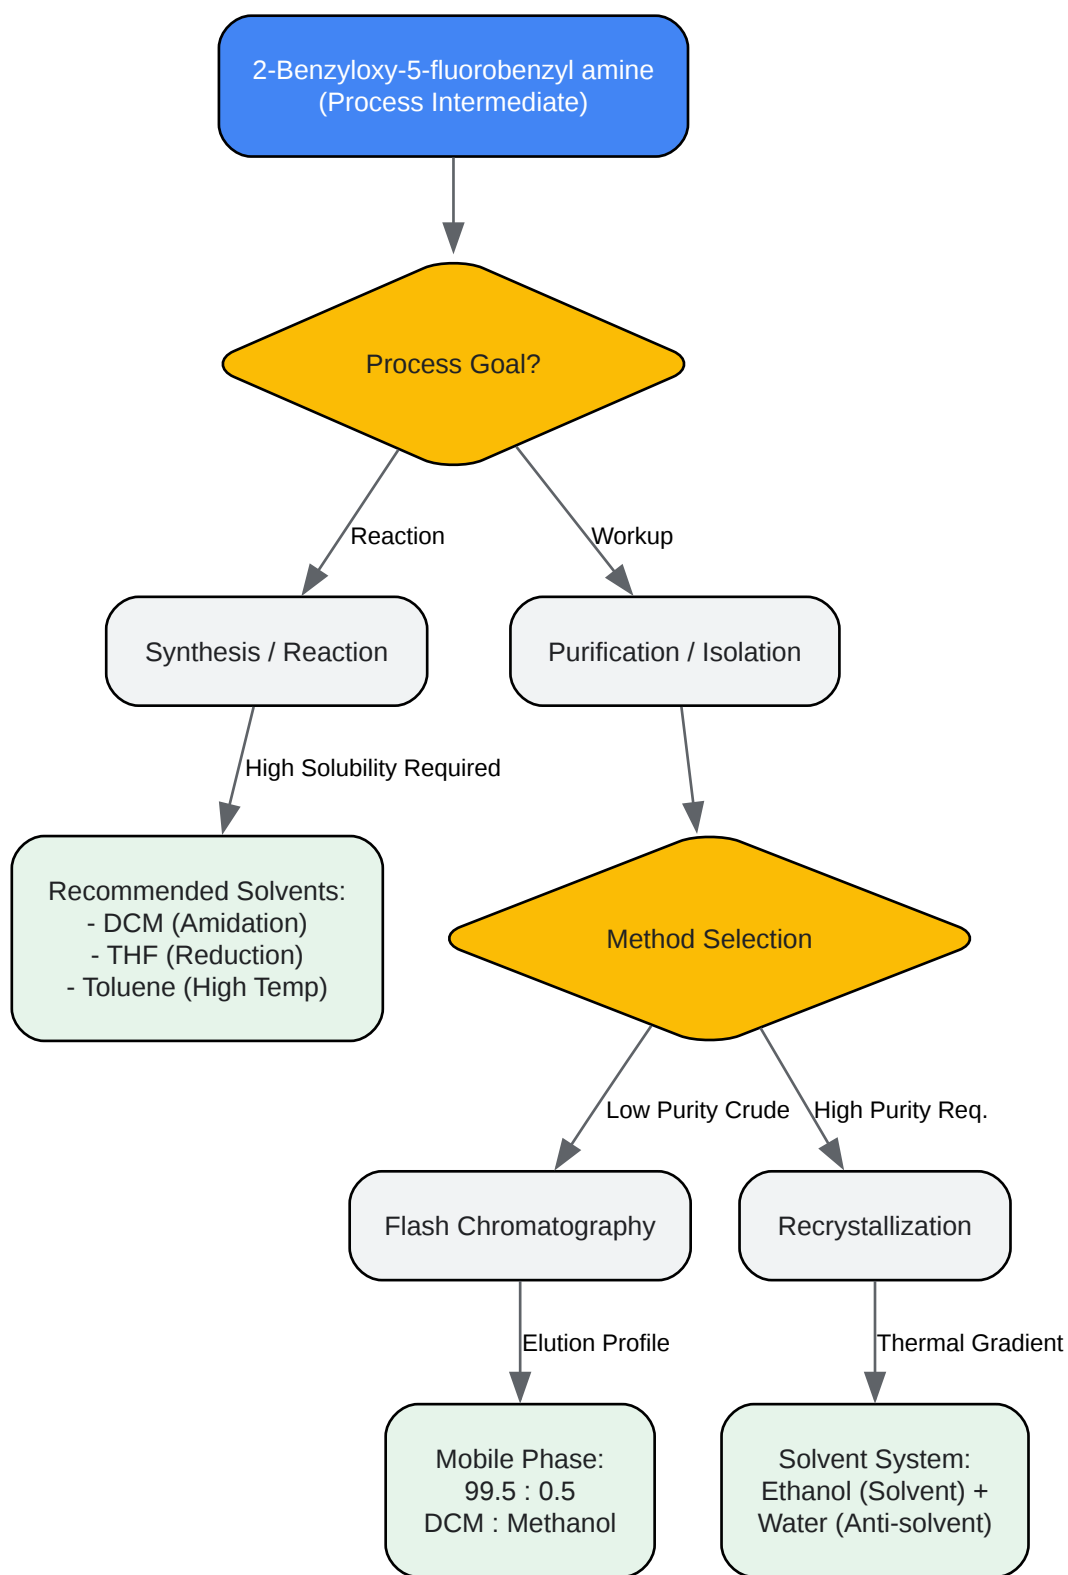 2-Benzyloxy-5-fluorobenzyl amine
(Process Intermediate)
Process Goal?
Reaction
Workup
Synthesis / Reaction
Purification / Isolation
High Solubility Required
Recommended Solvents:
- DCM (Amidation)
- THF (Reduction)
- Toluene (High Temp)
Method Selection
Low Purity Crude
High Purity Req.
Flash Chromatography
Recrystallization
Elution Profile
Thermal Gradient
Mobile Phase:
99.5 : 0.5
DCM : Methanol
Solvent System:
Ethanol (Solvent) +
Water (Anti-solvent)